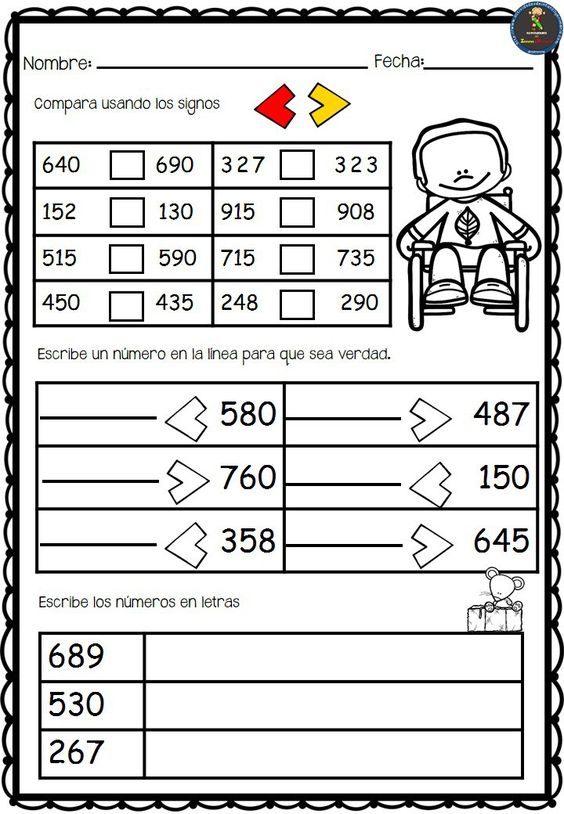 Nombre: Fecha:
Compara usando los signos
640 690 327 323
152 130 915 908
515 590 715 735
450 435 248 290
Escribe un número en la línea para que sea verdad.
580 487
760 150
358 645
Escribe los números en letras
689
530
267